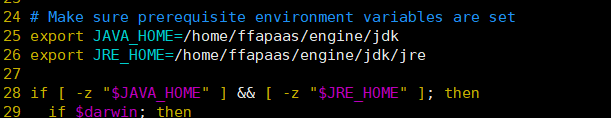 24 # Make sure prerequisite environment variables are set
25 export JAVA_HOME=/home/ffapaas/engine/jdk
26 export JRE_HOME=/home/ffapaas/engine/jdk/jre
27
28 if [ -z "$JAVA_HOME" ] && [ -z "$JRE_HOME" ]; then
29   if $darwin; then